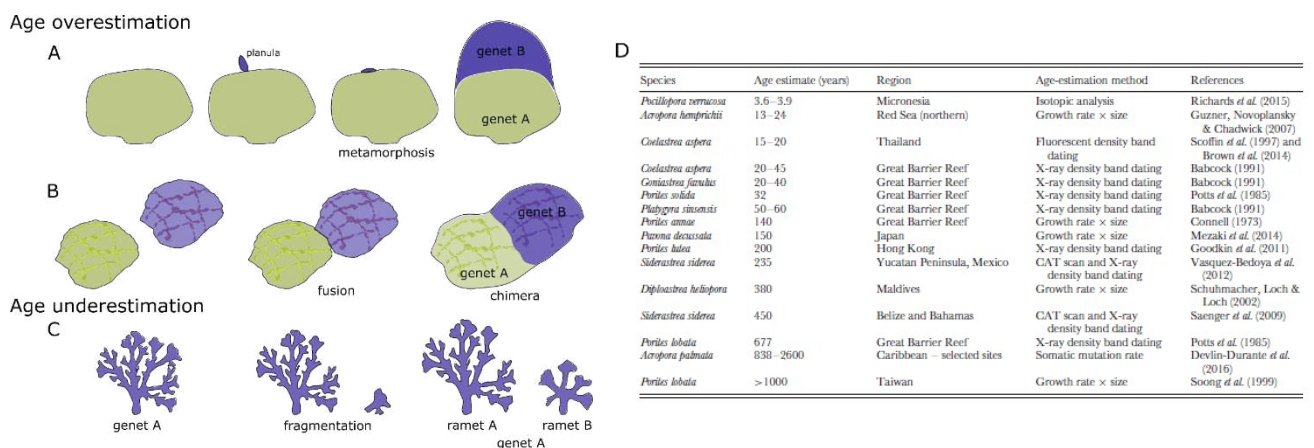 Age overestimation
A
planula
metamorphosis
genet B
genet A
B
fusion
genet B
genet A
chimera
Age underestimation
C
genet A
fragmentation
ramet A
ramet B
genet A
D
Species Age estimate (years) Region Age-estimation method References
Pocillopora verrucosa 3.6–3.9 Micronesia Isotopic analysis Richards et al. (2015)
Acropora hemprichii 13–24 Red Sea (northern) Growth rate × size Guzner, Novoplansky
& Chadwick (2007)
Coelastrea aspera 15–20 Thailand Fluorescent density band Scoffin et al. (1997) and
dating Brown et al. (2014)
Coelastrea aspera 20–45 Great Barrier Reef X-ray density band dating Babcock (1991)
Goniastrea favulus 20–40 Great Barrier Reef X-ray density band dating Babcock (1991)
Porites solida 32 Great Barrier Reef X-ray density band dating Potts et al. (1985)
Platygyra sinensis 50–60 Great Barrier Reef X-ray density band dating Babcock (1991)
Porites annae 140 Great Barrier Reef Growth rate × size Connell (1973)
Pavona decussata 150 Japan Growth rate × size Mezaki et al. (2014)
Porites lutea 200 Hong Kong X-ray density band dating Goodkin et al. (2011)
Siderastrea siderea 235 Yucatan Peninsula, Mexico CAT scan and X-ray Vasquez-Bedoya et al.
density band dating (2012)
Diploastrea heliopora 380 Maldives Growth rate × size Schuhmacher, Loch &
Loch (2002)
Siderastrea siderea 450 Belize and Bahamas CAT scan and X-ray Saenger et al. (2009)
density band dating
Porites lobata 677 Great Barrier Reef X-ray density band dating Potts et al. (1985)
Acropora palmata 838–2600 Caribbean – selected sites Somatic mutation rate Devlin-Durante et al.
(2016)
Porites lobata >1000 Taiwan Growth rate × size Soong et al. (1999)